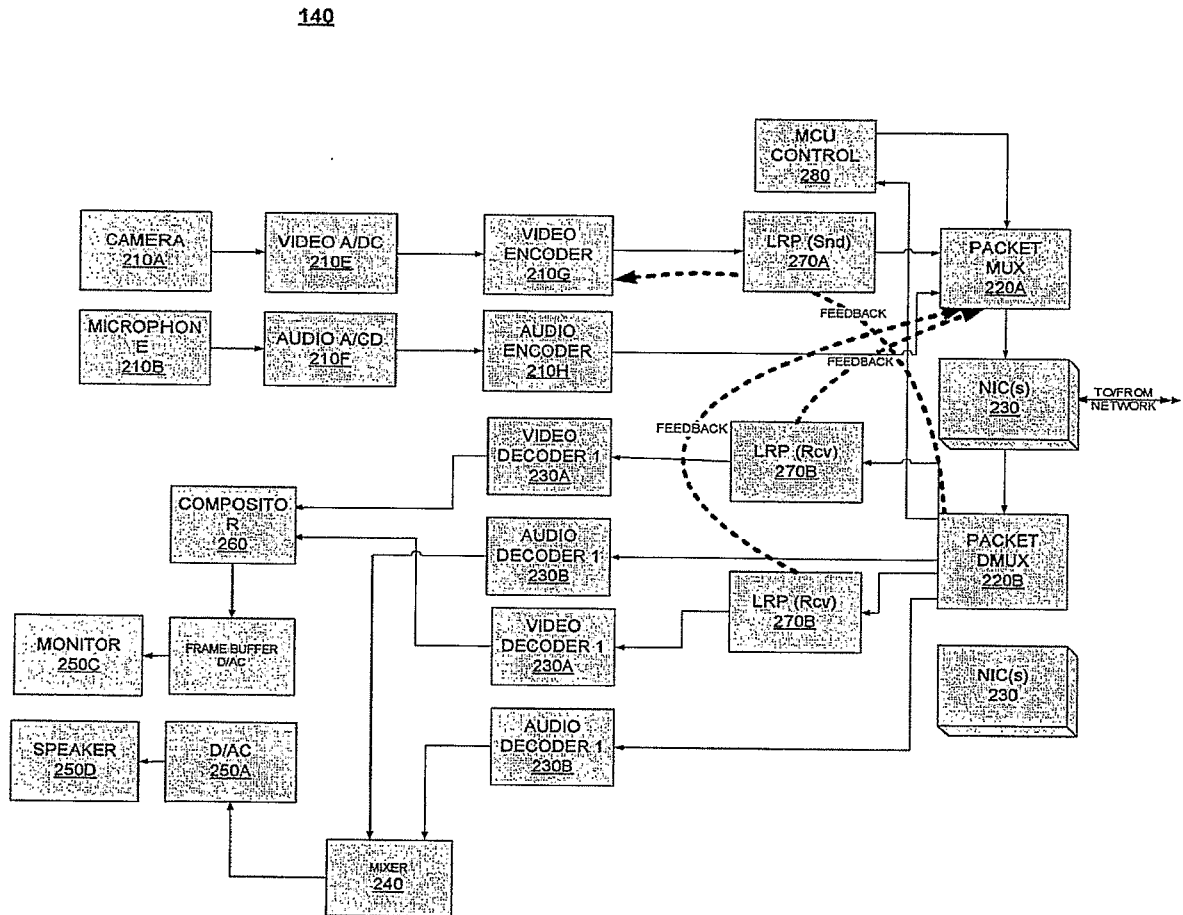 140
MCU
CONTROL
280
CAMERA
210A
VIDEO A/DC
210E
VIDEO
ENCODER
210G
LRP (Snd)
270A
PACKET
MUX
220A
MICROPHON
E
210B
AUDIO A/CD
210F
AUDIO
ENCODER
210H
FEEDBACK
FEEDBACK
NIC(s)
230
TO/FROM
NETWORK
FEEDBACK
VIDEO
DECODER 1
230A
LRP (Rcv)
270B
COMPOSITO
R
260
AUDIO
DECODER 1
230B
PACKET
DMUX
220B
LRP (Rcv)
270B
VIDEO
DECODER 1
230A
MONITOR
250C
FRAME BUFFER
D/AC
NIC(s)
230
SPEAKER
250D
D/AC
250A
AUDIO
DECODER 1
230B
MIXER
240